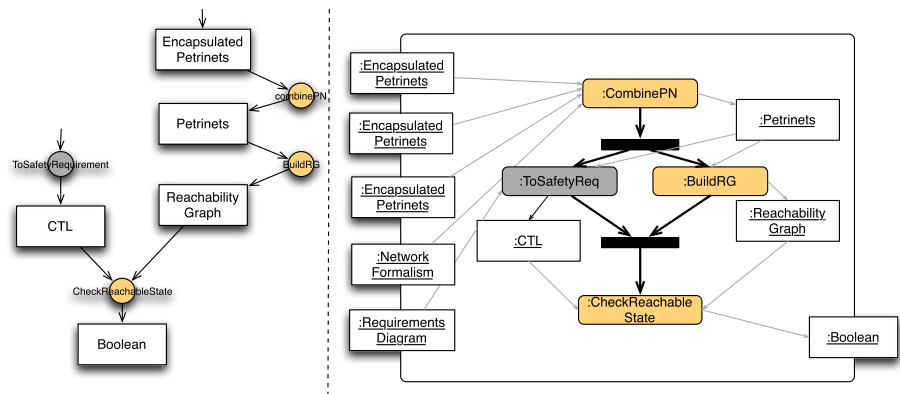 Encapsulated
Petrinets
combinePN
Petrinets
ToSafetyRequirement
BuildRG
Reachability
Graph
CTL
CheckReachableState
Boolean
:Encapsulated
Petrinets
:Encapsulated
Petrinets
:Encapsulated
Petrinets
:Network
Formalism
:Requirements
Diagram
:CombinePN
:Petrinets
:ToSafetyReq
:BuildRG
:CTL
:Reachability
Graph
:CheckReachable
State
:Boolean